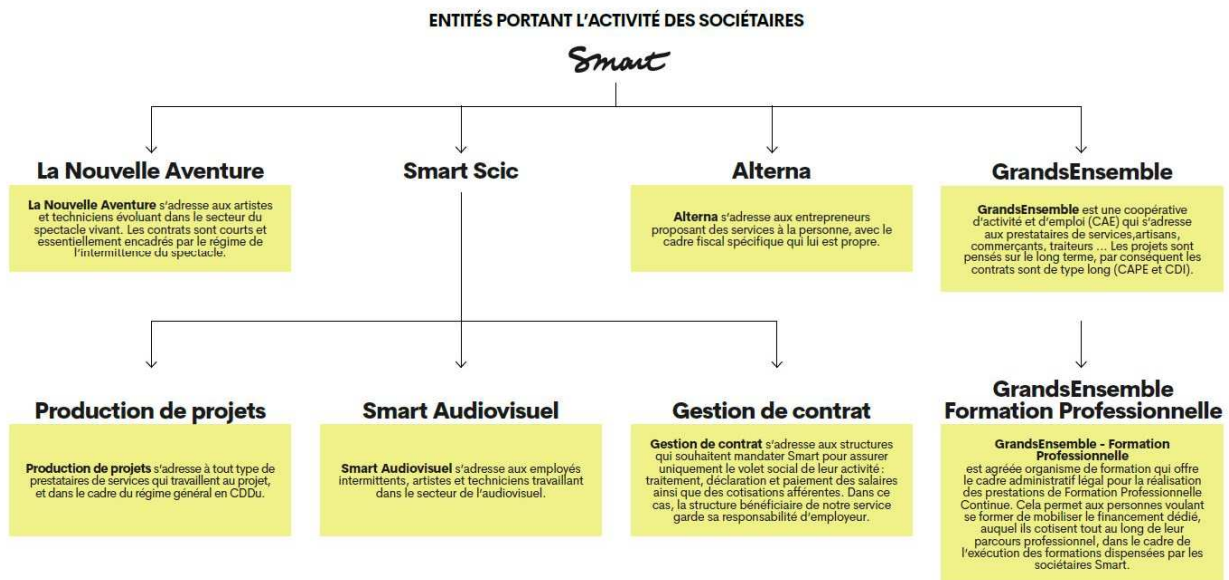 ENTITÉS PORTANT L'ACTIVITÉ DES SOCIÉTAIRES
Smart
La Nouvelle Aventure
La Nouvelle Aventure s'adresse aux artistes
et techniciens évoluant dans le secteur du
spectacle vivant. Les contrats sont courts et
essentiellement encadrés par le régime de
l'intermittence du spectacle.
Smart Scic
Alterna
Alterna s'adresse aux entrepreneurs
proposant des services à la personne, avec le
cadre fiscal spécifique qui lui est propre.
GrandsEnsemble
GrandsEnsemble est une coopérative
d'activité et d'emploi (CAE) qui s'adresse
aux prestataires de services,artisans,
commerçants, traiteurs ... Les projets sont
pensés sur le long terme, par conséquent les
contrats sont de type long (CAPE et CDI).
Production de projets
Production de projets s'adresse à tout type de
prestataires de services qui travaillent au projet,
et dans le cadre du régime général en CDDu.
Smart Audiovisuel
Smart Audiovisuel s'adresse aux employés
intermittents, artistes et techniciens travaillant
dans le secteur de l'audiovisuel.
Gestion de contrat
Gestion de contrat s'adresse aux structures
qui souhaitent mandater Smart pour assurer
uniquement le volet social de leur activité :
traitement, déclaration et paiement des salaires
ainsi que des cotisations afférentes. Dans ce
cas, la structure bénéficiaire de notre service
garde sa responsabilité d'employeur.
GrandsEnsemble
Formation Professionnelle
GrandsEnsemble - Formation
Professionnelle
est agréée organisme de formation qui offre
le cadre administratif légal pour la réalisation
des prestations de Formation Professionnelle
Continue. Cela permet aux personnes voulant
se former de mobiliser le financement dédié,
auquel ils cotisent tout au long de leur
parcours professionnel, dans le cadre de
l'exécution des formations dispensées par les
sociétaires Smart.